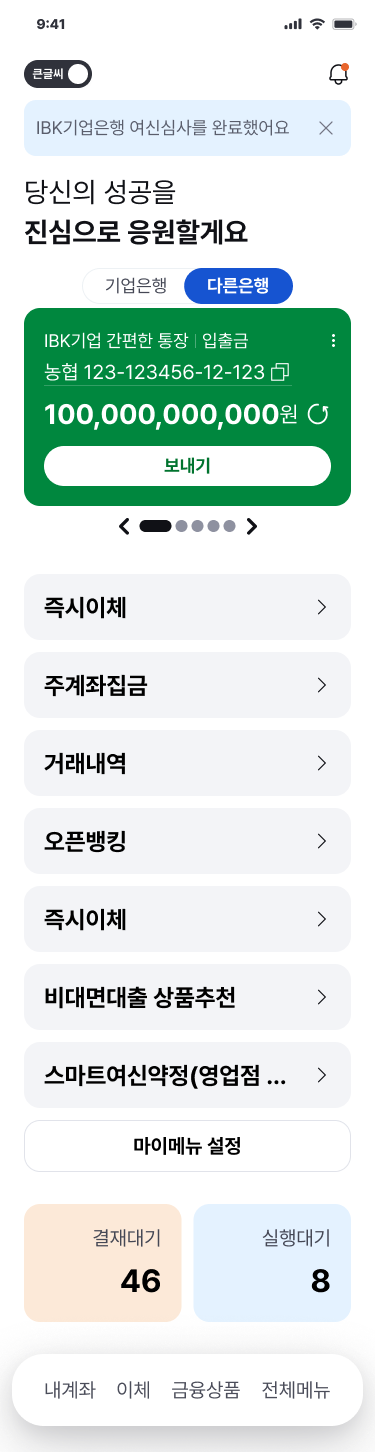 9:41
큰글씨
IBK기업은행 여신심사를 완료했어요
당신의 성공을
진심으로 응원할게요
기업은행 다른은행
IBK기업 간편한 통장 입출금
농협 123-123456-12-123
100,000,000,000원
보내기
즉시이체
주계좌집금
거래내역
오픈뱅킹
즉시이체
비대면대출 상품추천
스마트여신약정(영업점 ...
마이메뉴 설정
결재대기 실행대기
46 8
내계좌 이체 금융상품 전체메뉴